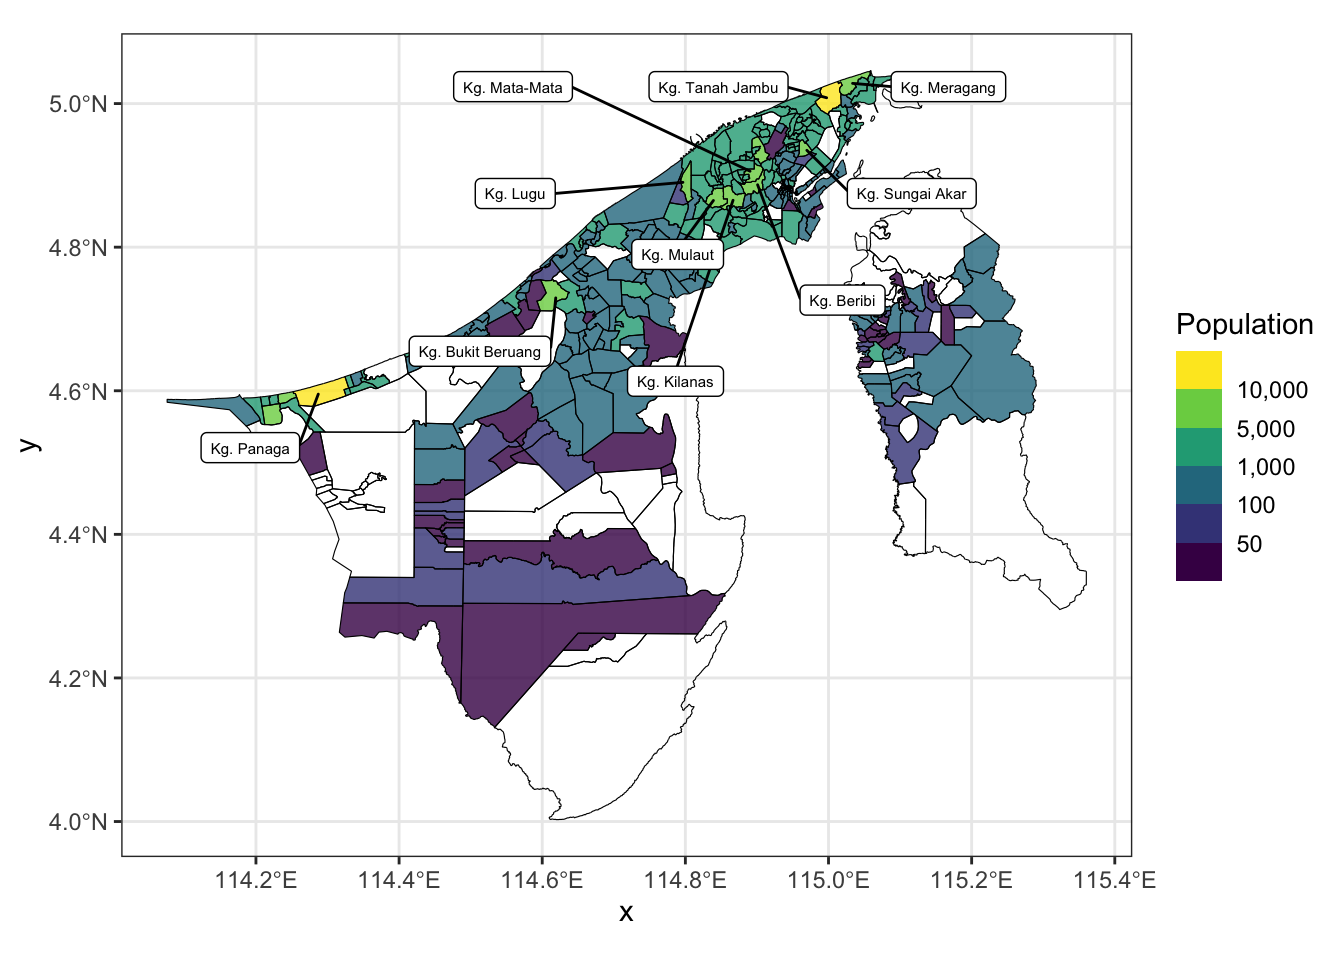 Kg. Mata-Mata
Kg. Tanah Jambu
Kg. Meragang
Kg. Lugu
Kg. Sungai Akar
Kg. Mulaut
Kg. Beribi
Kg. Bukit Beruang
Kg. Kilanas
Kg. Panaga
5.0°N
4.8°N
4.6°N
4.4°N
4.2°N
4.0°N
y
114.2°E
114.4°E
114.6°E
114.8°E
115.0°E
115.2°E
115.4°E
x
Population
10,000
5,000
1,000
100
50